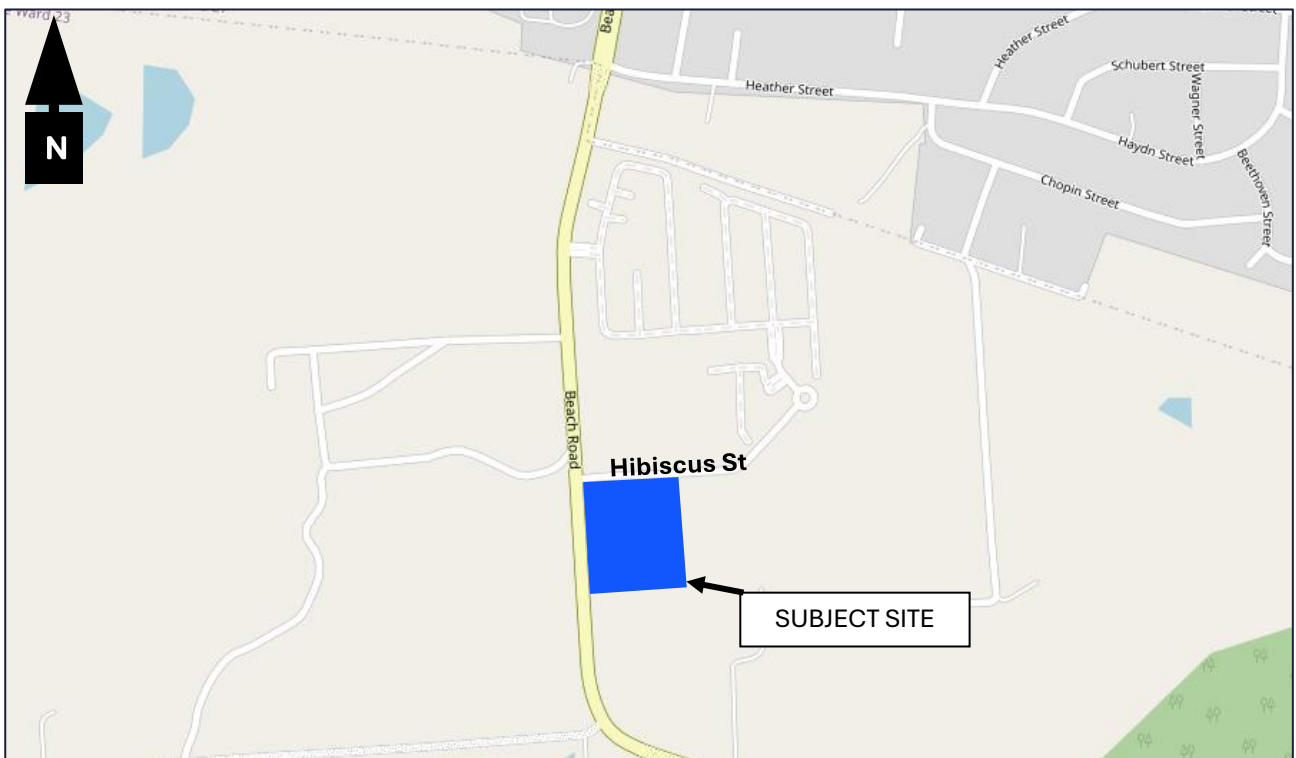 Ward 23
N
Bea
Heather Street
Heather Street
Schubert Street
Wagner Street
Haydn Street
Beethoven Street
Chopin Street
Beach Road
Hibiscus St
SUBJECT SITE